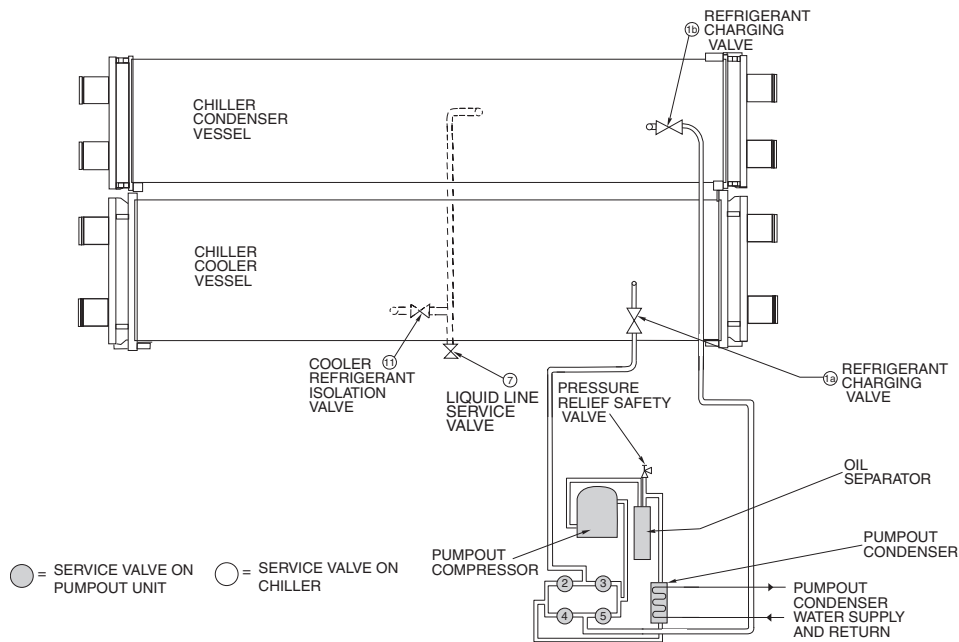 1b
REFRIGERANT
CHARGING
VALVE
CHILLER
CONDENSER
VESSEL
CHILLER
COOLER
VESSEL
11
COOLER
REFRIGERANT
ISOLATION
VALVE
7
LIQUID LINE
SERVICE
VALVE
PRESSURE
RELIEF SAFETY
VALVE
1a
REFRIGERANT
CHARGING
VALVE
OIL
SEPARATOR
PUMPOUT
COMPRESSOR
PUMPOUT
CONDENSER
= SERVICE VALVE ON
PUMPOUT UNIT
= SERVICE VALVE ON
CHILLER
2
3
4
5
PUMPOUT
CONDENSER
WATER SUPPLY
AND RETURN